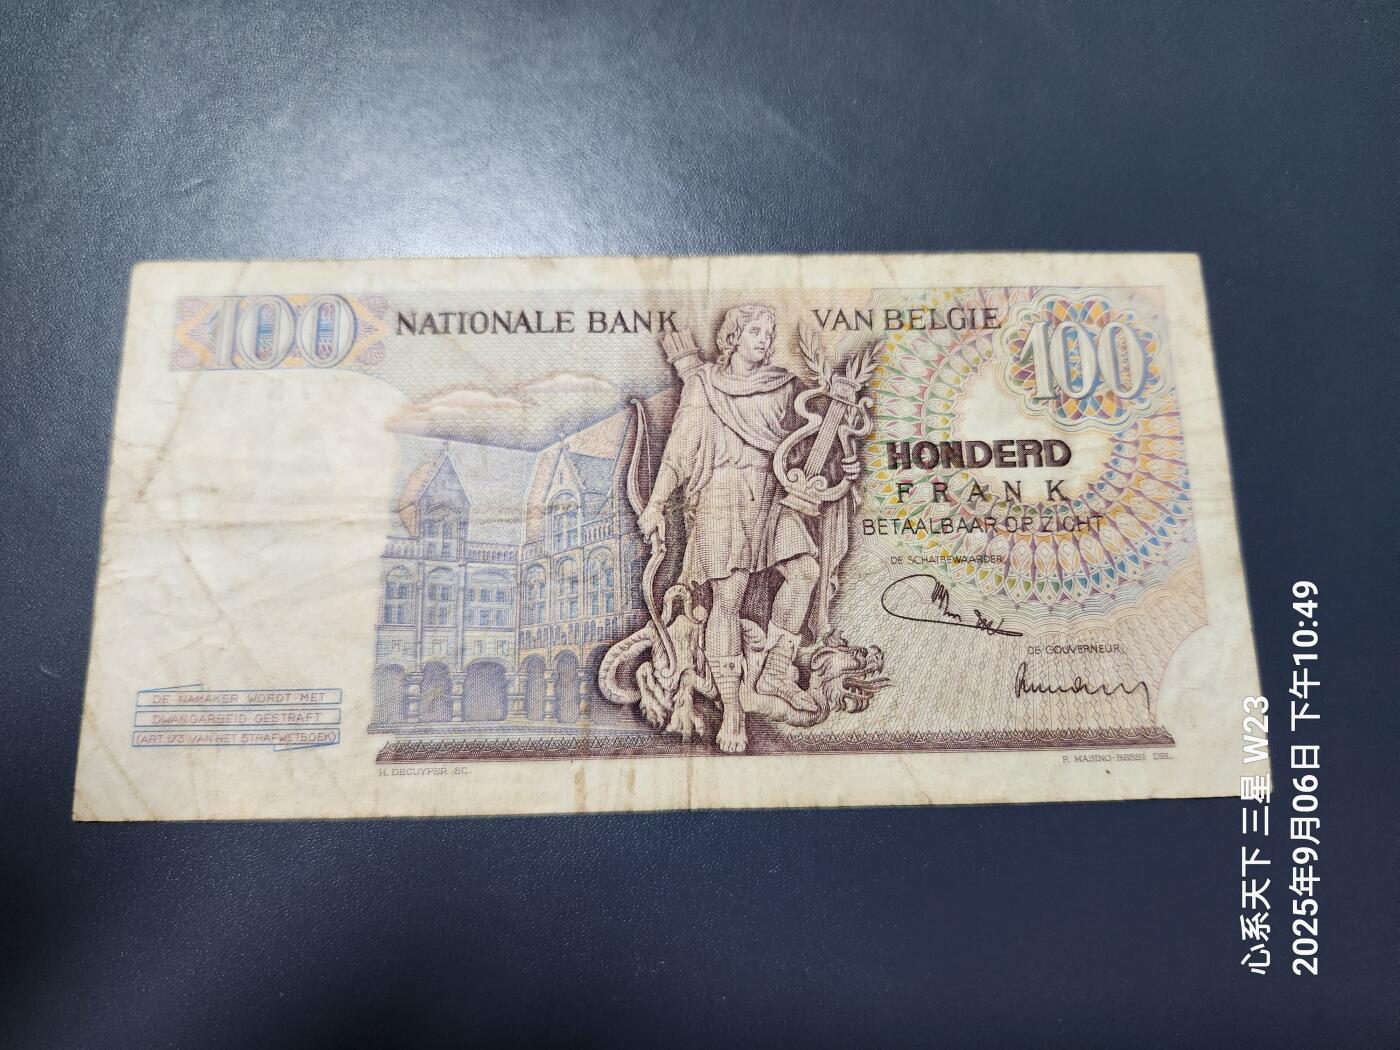 100
NATIONALE BANK VAN BELGIE
100
HONDERD
FRANK
BETAALBAAR OP ZICHT
DE SCHATBEWAARDER,
DE GOUVERNEUR,
DE NAMAKER WORDT MET
DWANGARBEID GESTRAFT
(ART. 173 VAN HET STRAFWETBOEK)
H. DECUYPER SC.
F. MASINO-BESSI DEL.
心系天下 三星 W23
2025年9月06日 下午10:49